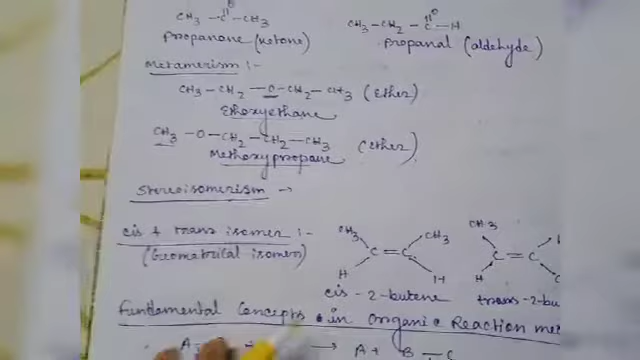 O
CH3 - C - CH3
Propanone (ketone)
O
CH3 - CH2 - C - H
Propanal (aldehyde)
Metamerism :-
CH3 - CH2 - O - CH2 - CH3 (Ether)
Ethoxyethane
CH3 - O - CH2 - CH2 - CH3 (ether)
Methoxypropane
Stereoisomerism →
cis & trans isomer :-
(Geometrical isomer)
CH3 CH3
C = C
H H
cis-2-butene
CH3
C = C
H
trans-2-bu
Fundamental Concepts in Organic Reaction me
A +
→ A + B - C